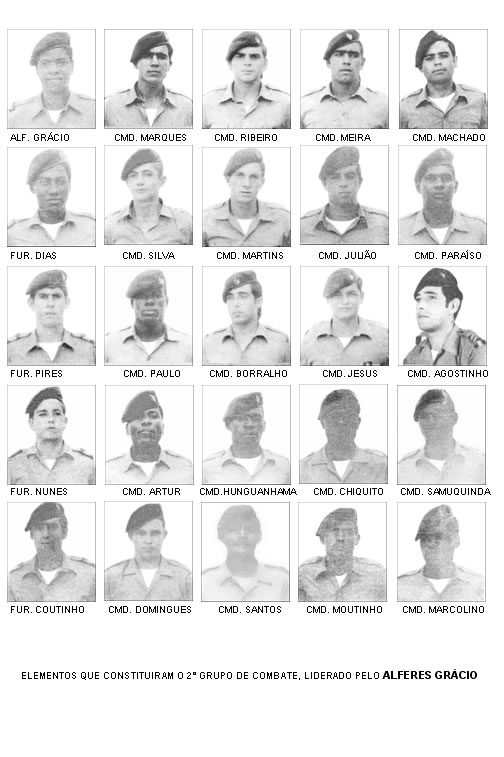 ALF. GRÁCIO CMD. MARQUES CMD. RIBEIRO CMD. MEIRA CMD. MACHADO
FUR. DIAS CMD. SILVA CMD. MARTINS CMD. JULIÃO CMD. PARAÍSO
FUR. PIRES CMD. PAULO CMD. BORRALHO CMD. JESUS CMD. AGOSTINHO
FUR. NUNES CMD. ARTUR CMD.HUNGUANHAMA CMD. CHIQUITO CMD. SAMUQUINDA
FUR. COUTINHO CMD. DOMINGUES CMD. SANTOS CMD. MOUTINHO CMD. MARCOLINO
ELEMENTOS QUE CONSTITUIRAM O 2º GRUPO DE COMBATE, LIDERADO PELO ALFERES GRÁCIO